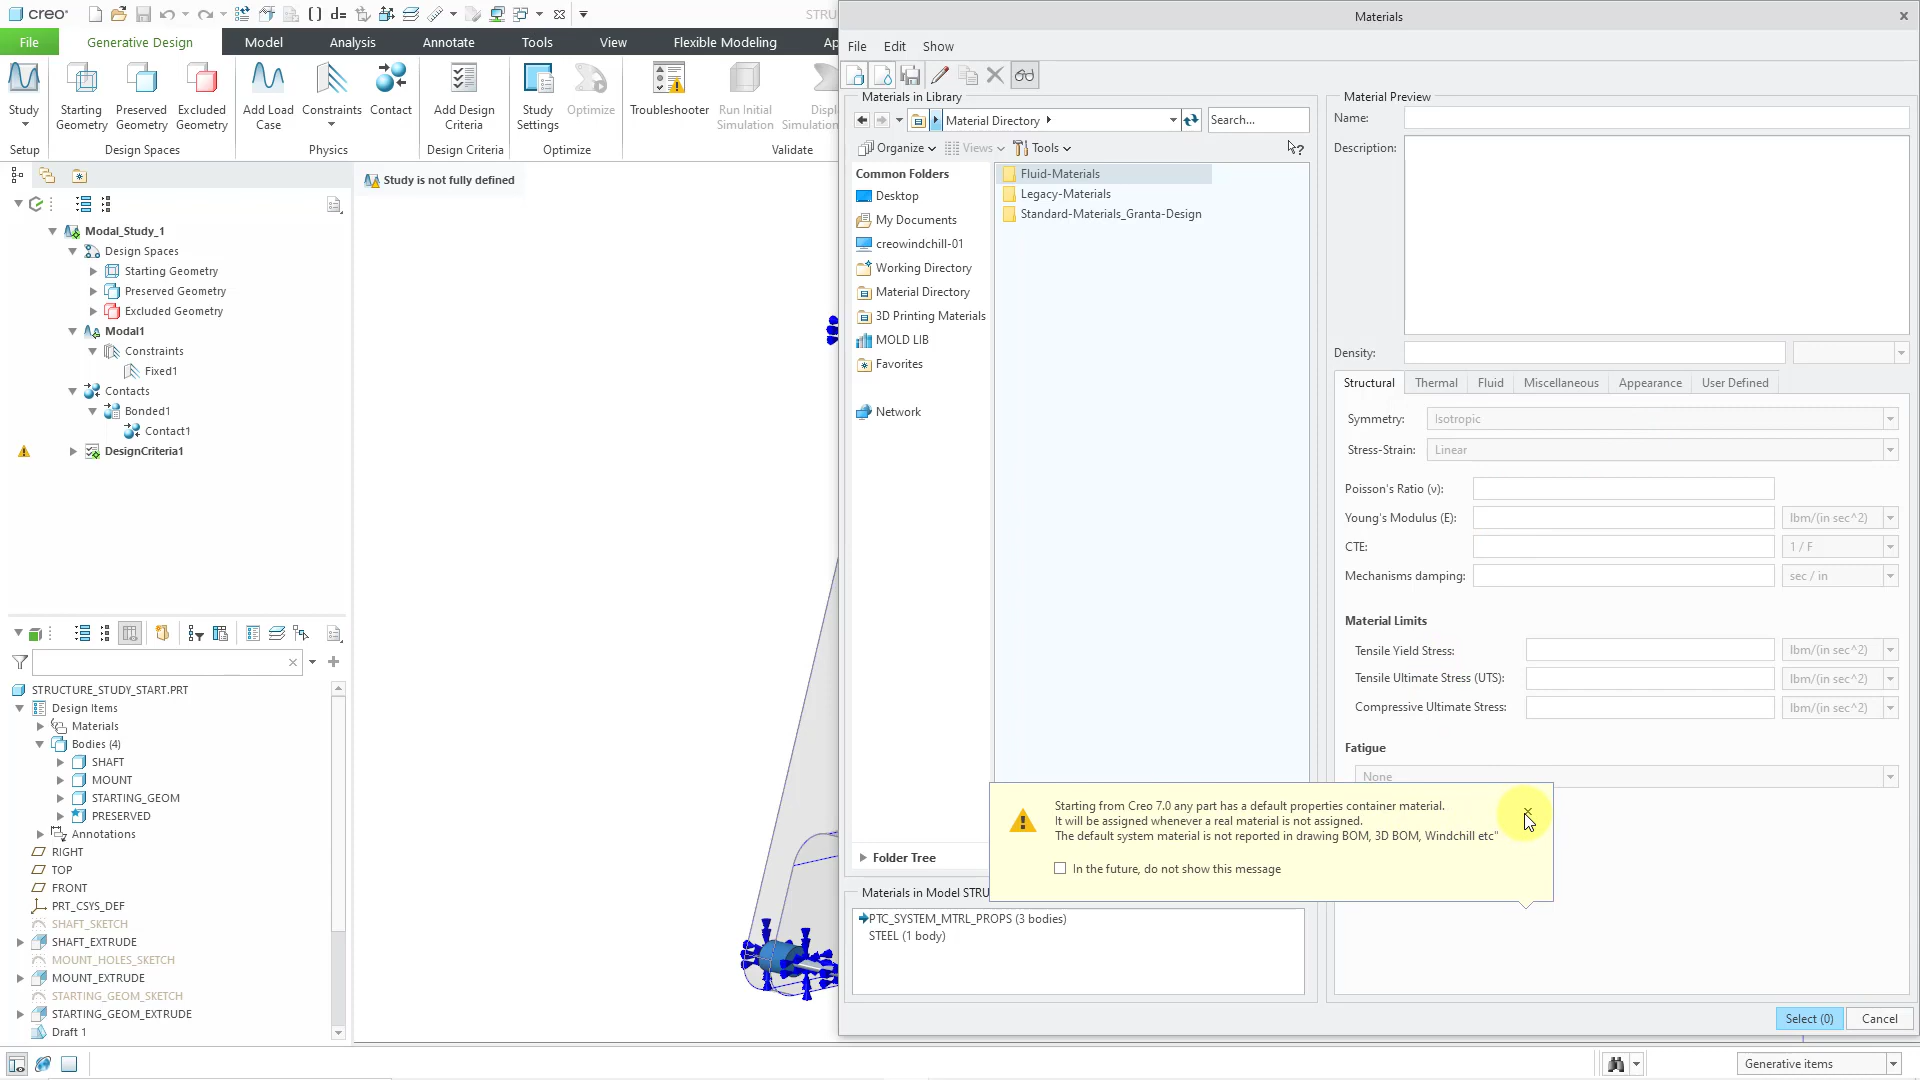 creo
STRU
Materials
File
Generative Design
Model
Analysis
Annotate
Tools
View
Flexible Modeling
Ap
File
Edit
Show
Study
Starting Geometry
Preserved Geometry
Excluded Geometry
Add Load Case
Constraints
Contact
Add Design Criteria
Study Settings
Optimize
Troubleshooter
Run Initial Simulation
Displ
Simulation
Setup
Design Spaces
Physics
Design Criteria
Optimize
Validate
Study is not fully defined
Modal_Study_1
Design Spaces
Starting Geometry
Preserved Geometry
Excluded Geometry
Modal1
Constraints
Fixed1
Contacts
Bonded1
Contact1
DesignCriteria1
STRUCTURE_STUDY_START.PRT
Design Items
Materials
Bodies (4)
SHAFT
MOUNT
STARTING_GEOM
PRESERVED
Annotations
RIGHT
TOP
FRONT
PRT_CSYS_DEF
SHAFT_SKETCH
SHAFT_EXTRUDE
MOUNT_HOLES_SKETCH
MOUNT_EXTRUDE
STARTING_GEOM_SKETCH
STARTING_GEOM_EXTRUDE
Draft 1
Materials in Library
Material Directory
Search...
Organize
Views
Tools
Common Folders
Desktop
My Documents
creowindchill-01
Working Directory
Material Directory
3D Printing Materials
MOLD LIB
Favorites
Network
Folder Tree
Fluid-Materials
Legacy-Materials
Standard-Materials_Granta-Design
Materials in Model STRU
PTC_SYSTEM_MTRL_PROPS (3 bodies)
STEEL (1 body)
Material Preview
Name:
Description:
Density:
Structural
Thermal
Fluid
Miscellaneous
Appearance
User Defined
Symmetry:
Isotropic
Stress-Strain:
Linear
Poisson's Ratio (ν):
Young's Modulus (E):
lbm/(in sec^2)
CTE:
1 / F
Mechanisms damping:
sec / in
Material Limits
Tensile Yield Stress:
lbm/(in sec^2)
Tensile Ultimate Stress (UTS):
lbm/(in sec^2)
Compressive Ultimate Stress:
lbm/(in sec^2)
Fatigue
None
Starting from Creo 7.0 any part has a default properties container material.
It will be assigned whenever a real material is not assigned.
The default system material is not reported in drawing BOM, 3D BOM, Windchill etc"
In the future, do not show this message
Select (0)
Cancel
Generative items